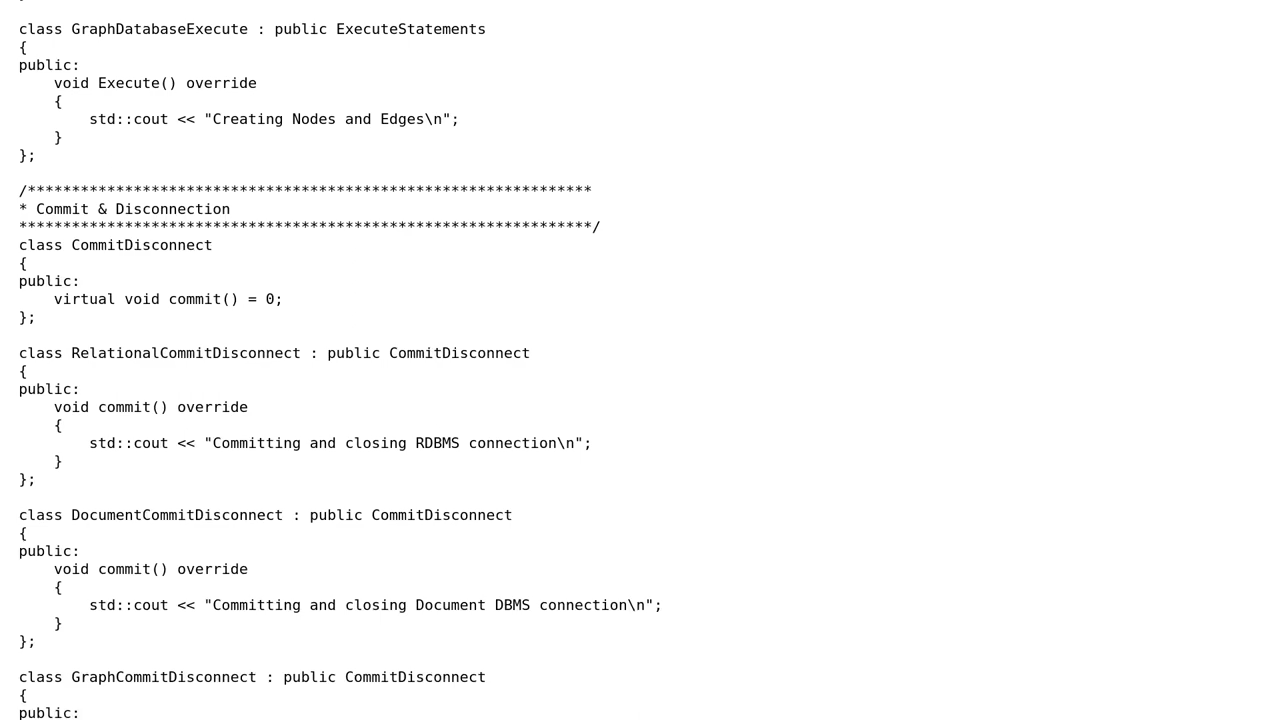 class GraphDatabaseExecute : public ExecuteStatements
{
public:
    void Execute() override
    {
        std::cout << "Creating Nodes and Edges\n";
    }
};

/****************************************************************
* Commit & Disconnection
*****************************************************************/
class CommitDisconnect
{
public:
    virtual void commit() = 0;
};

class RelationalCommitDisconnect : public CommitDisconnect
{
public:
    void commit() override
    {
        std::cout << "Committing and closing RDBMS connection\n";
    }
};

class DocumentCommitDisconnect : public CommitDisconnect
{
public:
    void commit() override
    {
        std::cout << "Committing and closing Document DBMS connection\n";
    }
};

class GraphCommitDisconnect : public CommitDisconnect
{
public: